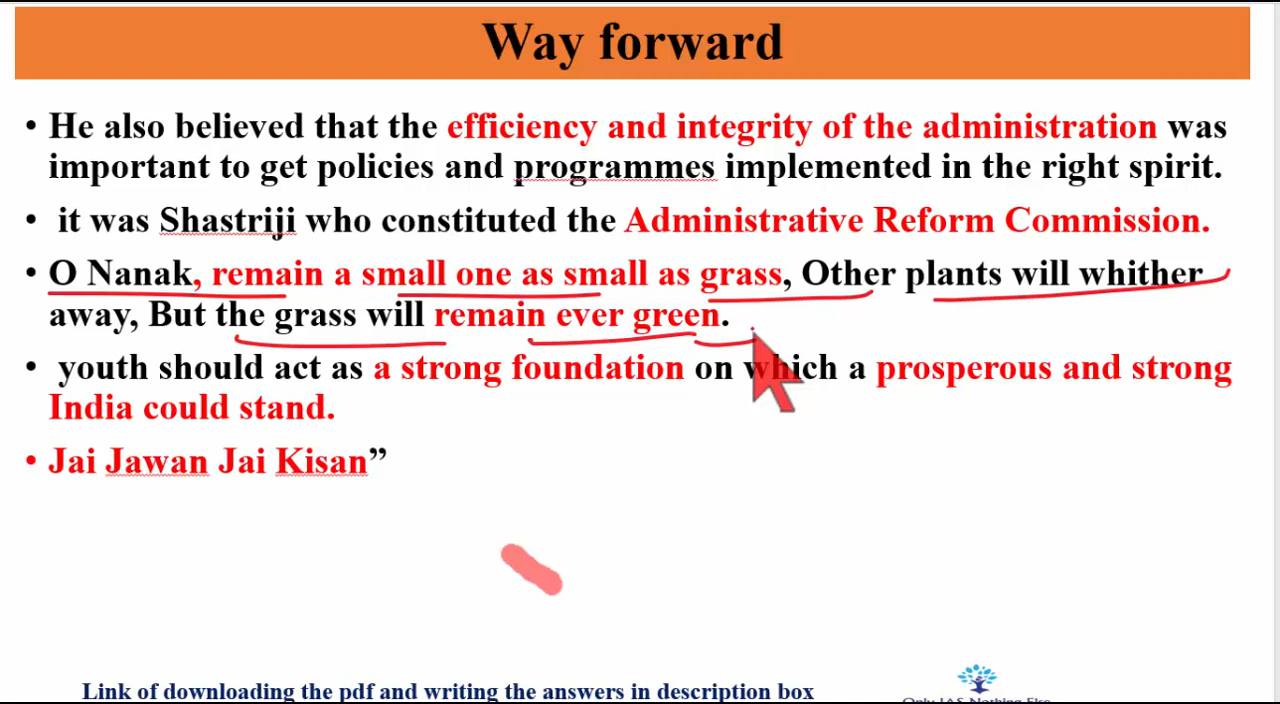 Way forward
• He also believed that the efficiency and integrity of the administration was
important to get policies and programmes implemented in the right spirit.
• it was Shastriji who constituted the Administrative Reform Commission.
• O Nanak, remain a small one as small as grass, Other plants will whither
away, But the grass will remain ever green.
• youth should act as a strong foundation on which a prosperous and strong
India could stand.
• Jai Jawan Jai Kisan”
Link of downloading the pdf and writing the answers in description box
Only IAS Nothing Else